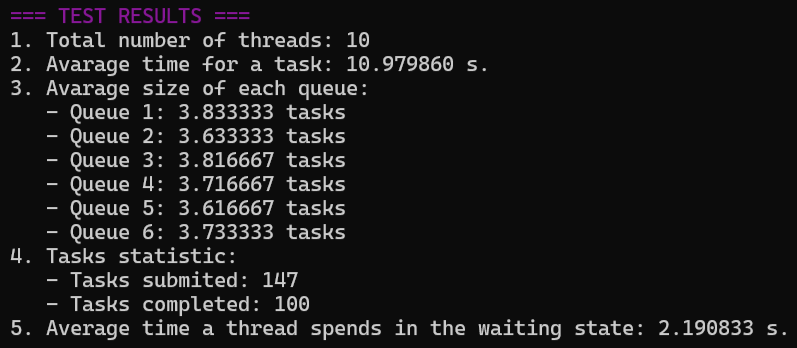 === TEST RESULTS ===
1. Total number of threads: 10
2. Avarage time for a task: 10.979860 s.
3. Avarage size of each queue:
   - Queue 1: 3.833333 tasks
   - Queue 2: 3.633333 tasks
   - Queue 3: 3.816667 tasks
   - Queue 4: 3.716667 tasks
   - Queue 5: 3.616667 tasks
   - Queue 6: 3.733333 tasks
4. Tasks statistic:
   - Tasks submited: 147
   - Tasks completed: 100
5. Average time a thread spends in the waiting state: 2.190833 s.